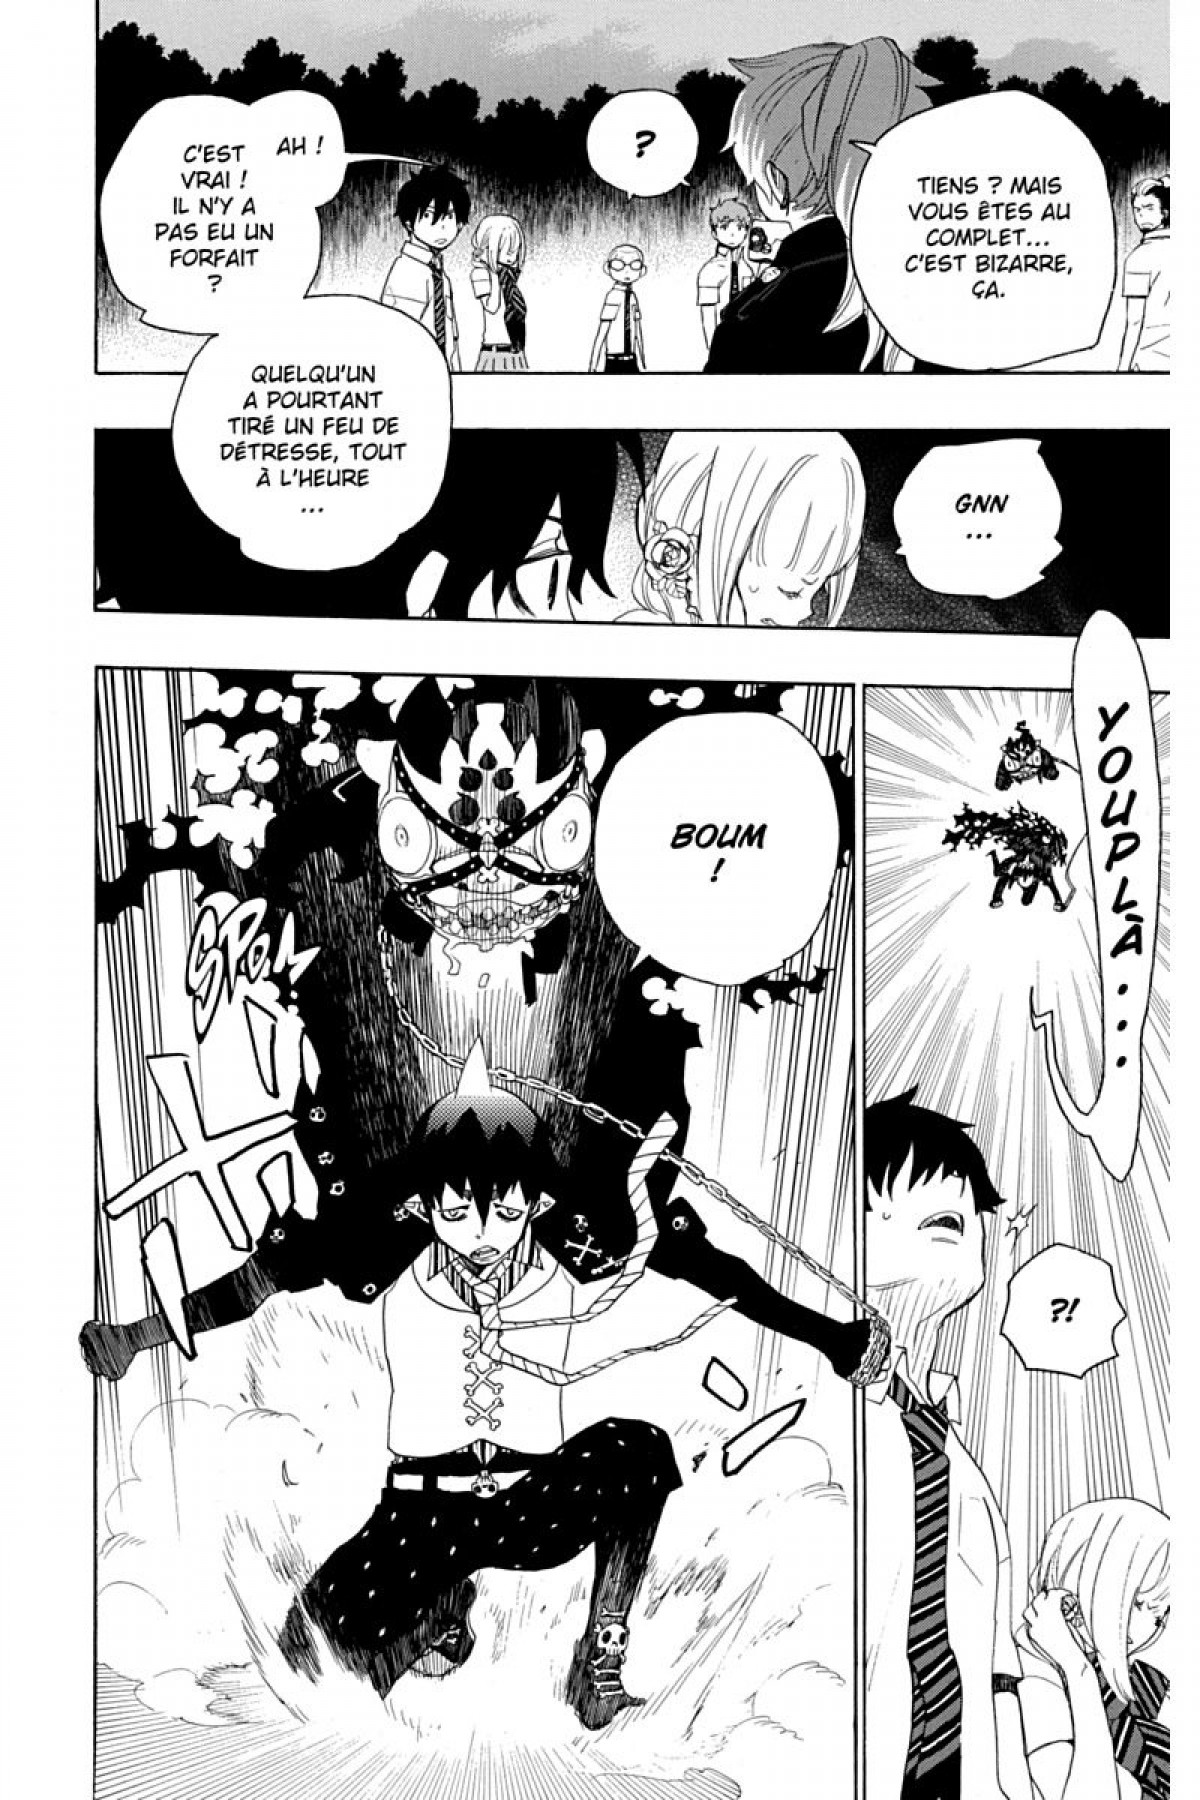 TIENS ? MAIS
VOUS ÊTES AU
COMPLET...
C'EST BIZARRE,
ÇA.
?
AH !
C'EST
VRAI !
IL N'Y A
PAS EU UN
FORFAIT
?
QUELQU'UN
A POURTANT
TIRÉ UN FEU DE
DÉTRESSE, TOUT
À L'HEURE
...
GNN
...
YOUPLÀ...
?!
BOUM
!
SPOM